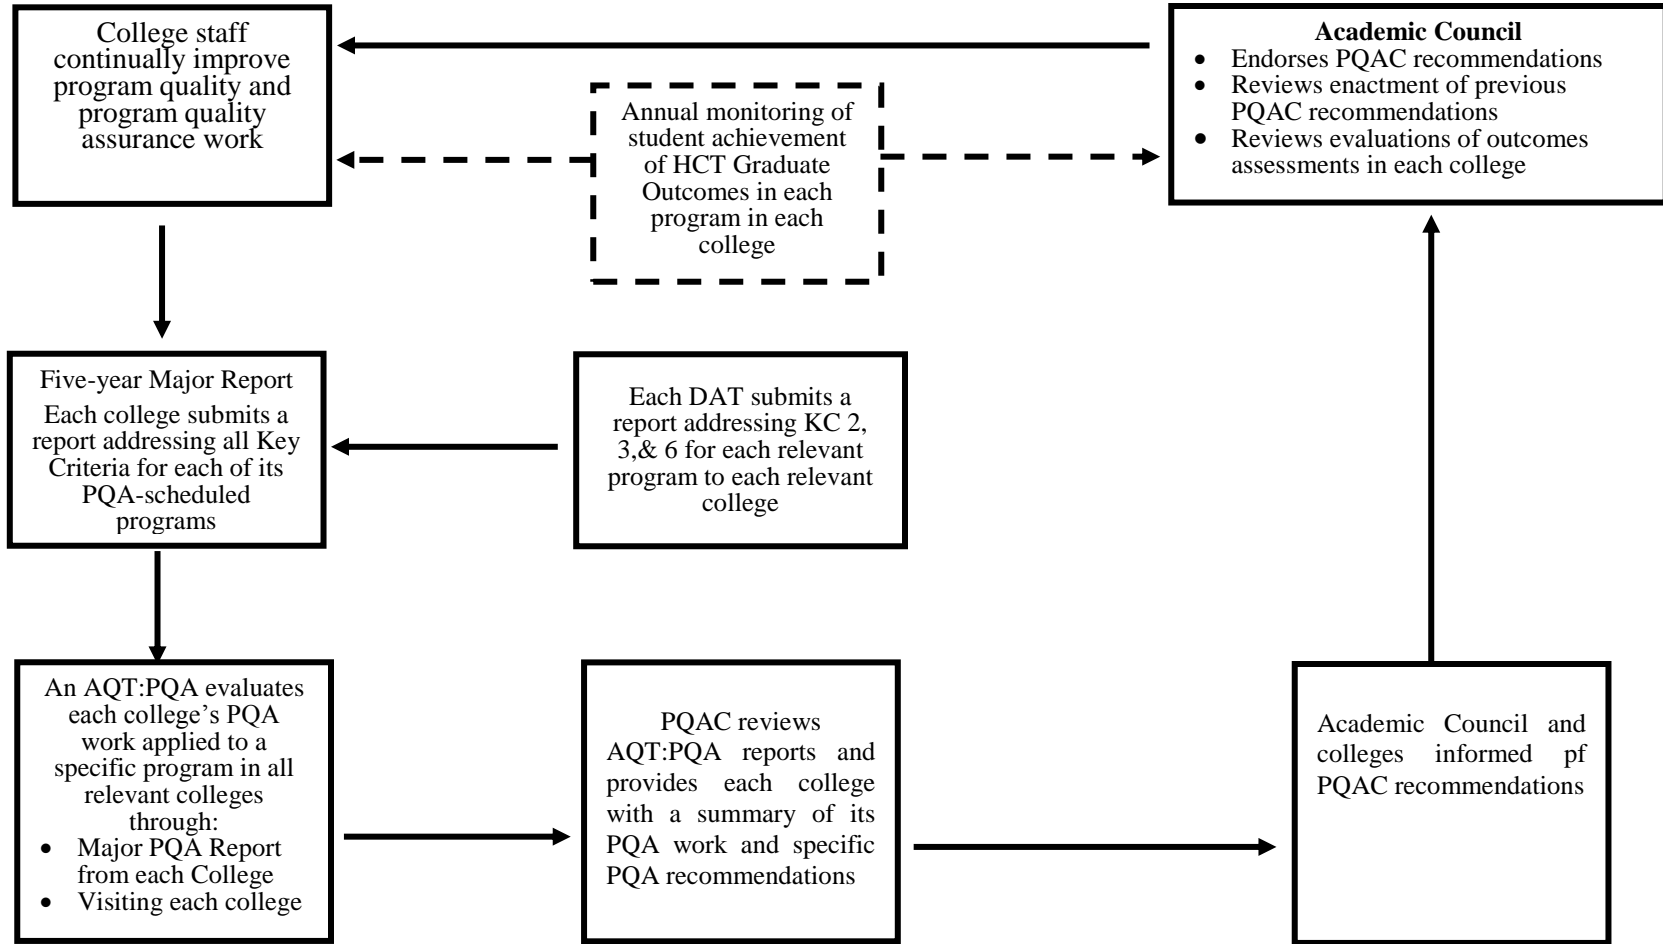 College staff
continually improve
program quality and
program quality
assurance work
Annual monitoring of
student achievement
of HCT Graduate
Outcomes in each
program in each
college
Academic Council
• Endorses PQAC recommendations
• Reviews enactment of previous
PQAC recommendations
• Reviews evaluations of outcomes
assessments in each college
Five-year Major Report
Each college submits a
report addressing all Key
Criteria for each of its
PQA-scheduled
programs
Each DAT submits a
report addressing KC 2,
3,& 6 for each relevant
program to each relevant
college
An AQT:PQA evaluates
each college’s PQA
work applied to a
specific program in all
relevant colleges
through:
• Major PQA Report
from each College
• Visiting each college
PQAC reviews
AQT:PQA reports and
provides each college
with a summary of its
PQA work and specific
PQA recommendations
Academic Council and
colleges informed pf
PQAC recommendations